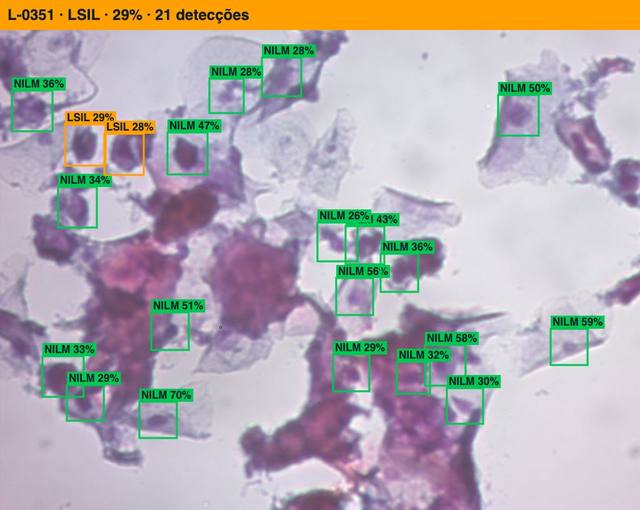 L-0351 · LSIL · 29% · 21 detecções
NILM 28%
NILM 28%
NILM 36%
NILM 50%
LSIL 29%
LSIL 28%
NILM 47%
NILM 34%
NILM 26%
43%
NILM 36%
NILM 56%
NILM 51%
NILM 59%
NILM 58%
NILM 29%
NILM 33%
NILM 32%
NILM 29%
NILM 30%
NILM 70%